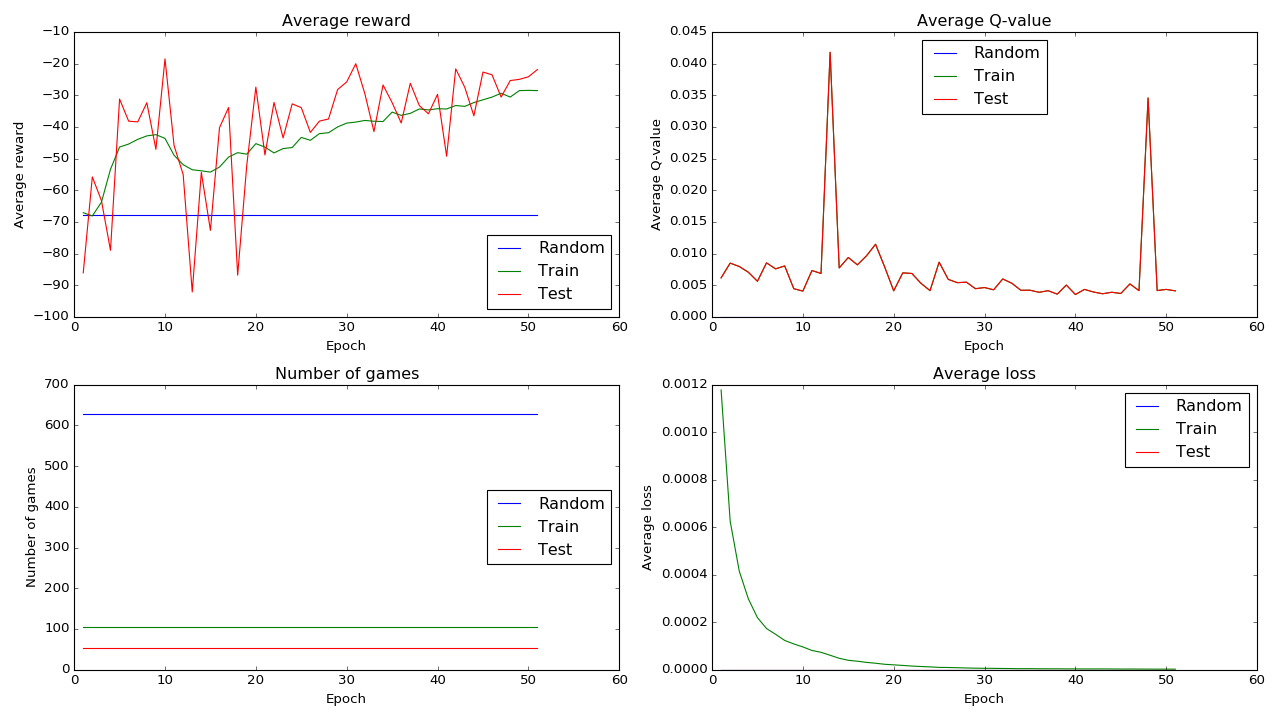 Average reward
−10
−20
−30
−40
−50
−60
−70
−80
−90
−100
Average reward
Random
Train
Test
0 10 20 30 40 50 60
Epoch
Average Q-value
0.045
0.040
0.035
0.030
0.025
0.020
0.015
0.010
0.005
0.000
Average Q-value
Random
Train
Test
0 10 20 30 40 50 60
Epoch
Number of games
700
600
500
400
300
200
100
0
Number of games
Random
Train
Test
0 10 20 30 40 50 60
Epoch
Average loss
0.0012
0.0010
0.0008
0.0006
0.0004
0.0002
0.0000
Average loss
Random
Train
Test
0 10 20 30 40 50 60
Epoch